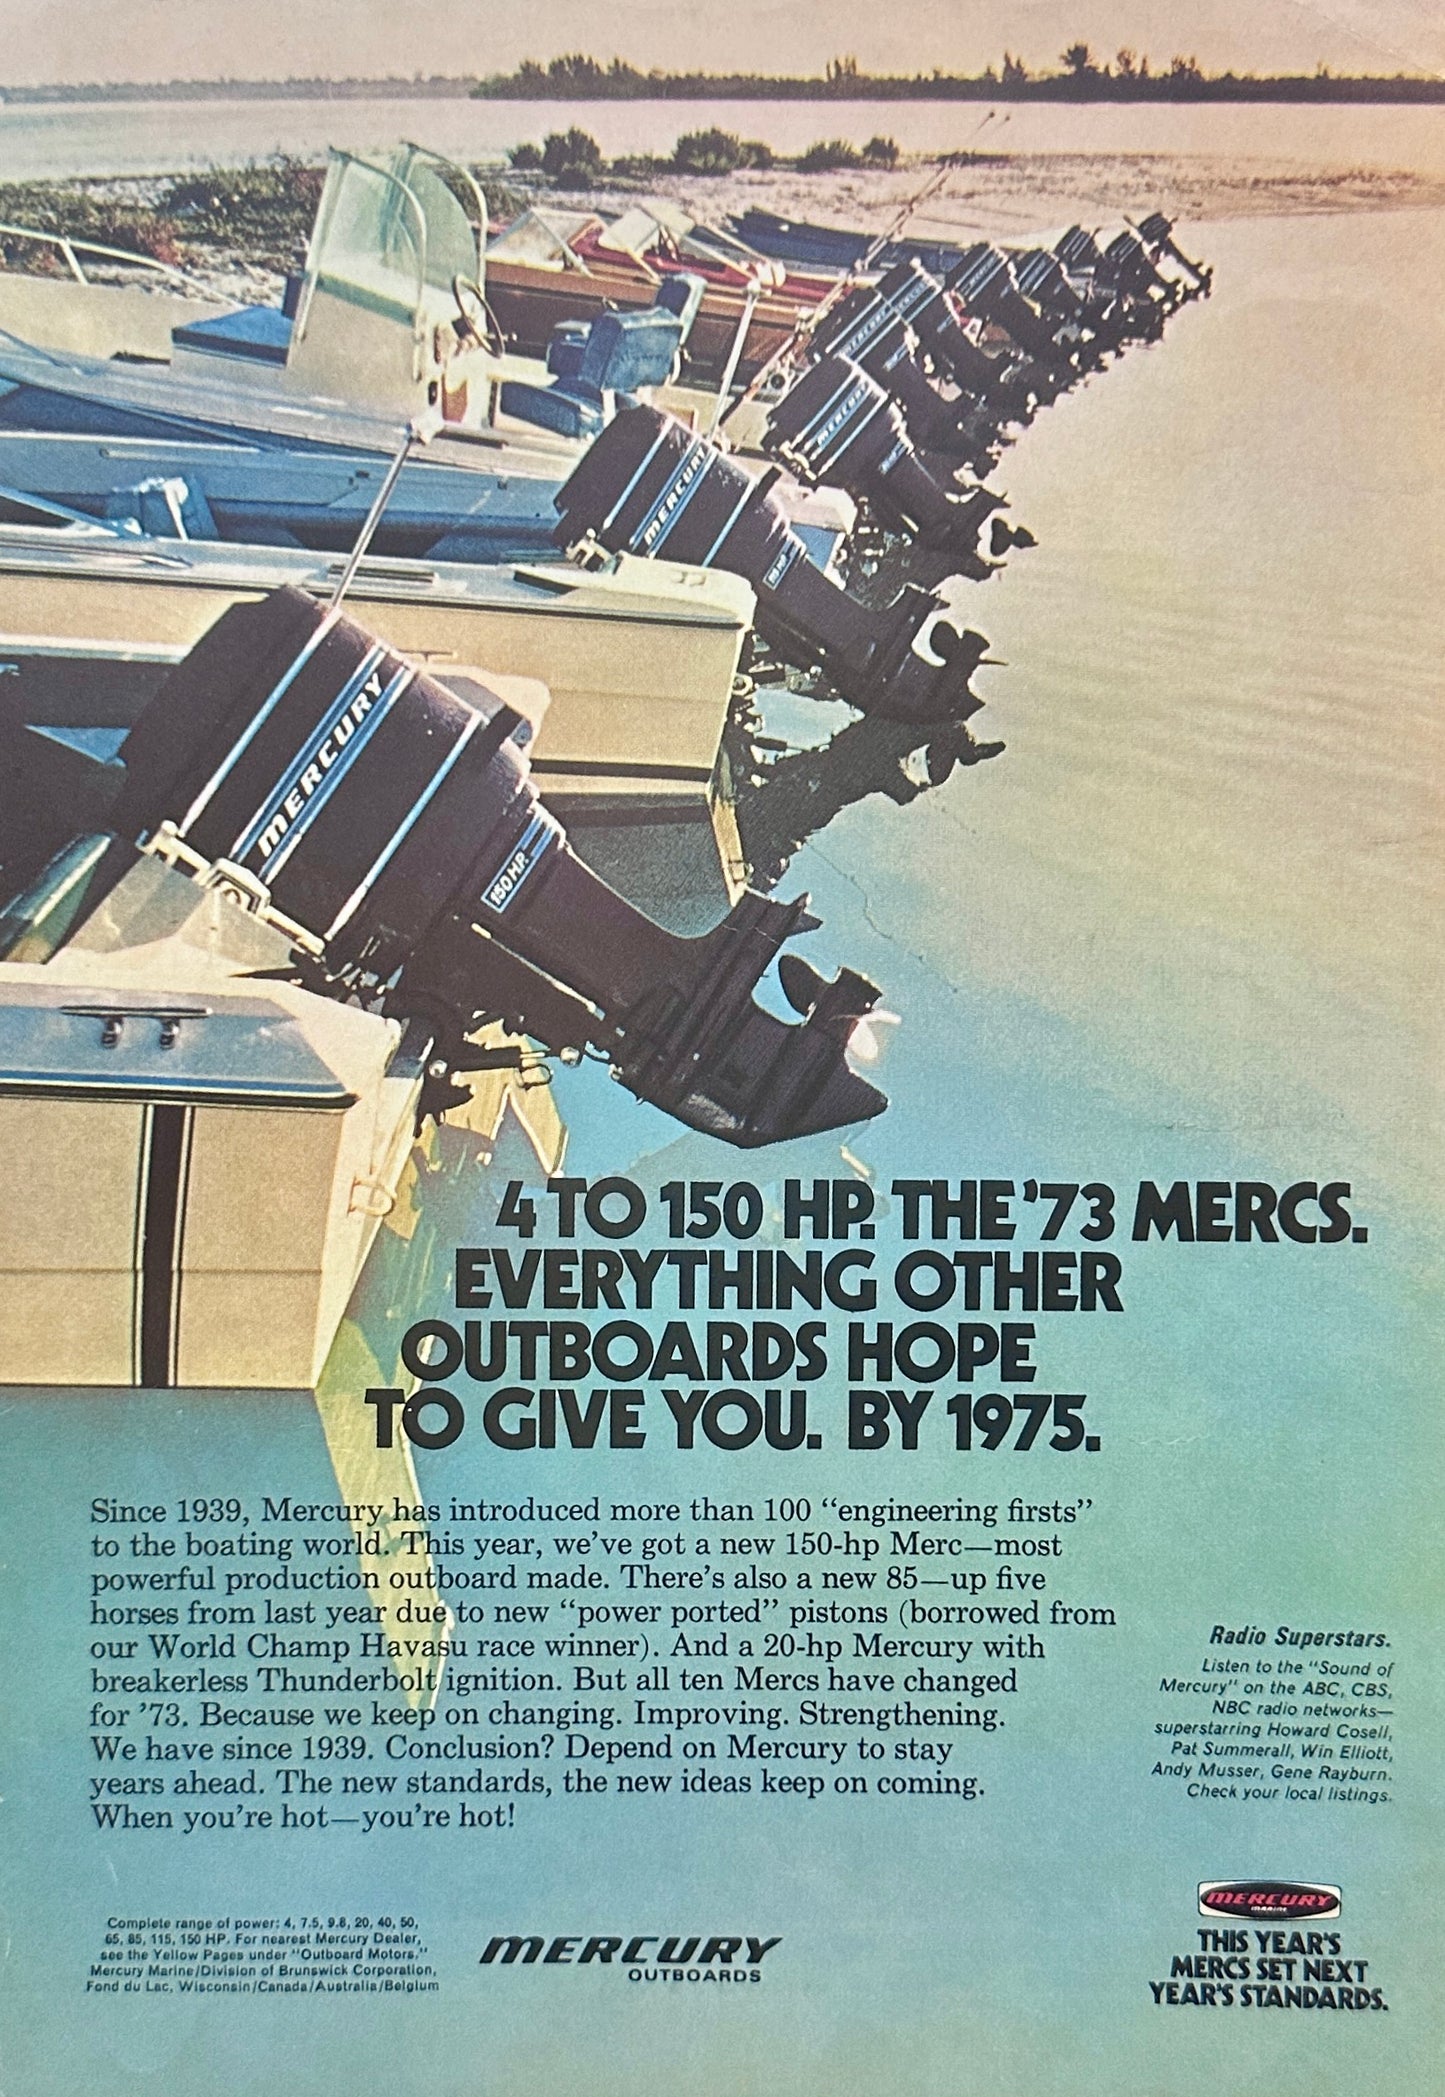 MERCURY
MERCURY
MERCURY
150 H.P.
4 TO 150 HP. THE '73 MERCS.
EVERYTHING OTHER
OUTBOARDS HOPE
TO GIVE YOU. BY 1975.
Since 1939, Mercury has introduced more than 100 “engineering firsts”
to the boating world. This year, we’ve got a new 150-hp Merc—most
powerful production outboard made. There’s also a new 85—up five
horses from last year due to new “power ported” pistons (borrowed from
our World Champ Havasu race winner). And a 20-hp Mercury with
breakerless Thunderbolt ignition. But all ten Mercs have changed
for ’73. Because we keep on changing. Improving. Strengthening.
We have since 1939. Conclusion? Depend on Mercury to stay
years ahead. The new standards, the new ideas keep on coming.
When you’re hot—you’re hot!
Radio Superstars.
Listen to the "Sound of
Mercury" on the ABC, CBS,
NBC radio networks—
superstarring Howard Cosell,
Pat Summerall, Win Elliott,
Andy Musser, Gene Rayburn.
Check your local listings.
Complete range of power: 4, 7.5, 9.8, 20, 40, 50,
65, 85, 115, 150 HP. For nearest Mercury Dealer,
see the Yellow Pages under "Outboard Motors."
Mercury Marine/Division of Brunswick Corporation,
Fond du Lac, Wisconsin/Canada/Australia/Belgium
MERCURY
OUTBOARDS
MERCURY
MARINE
THIS YEAR'S
MERCS SET NEXT
YEAR'S STANDARDS.